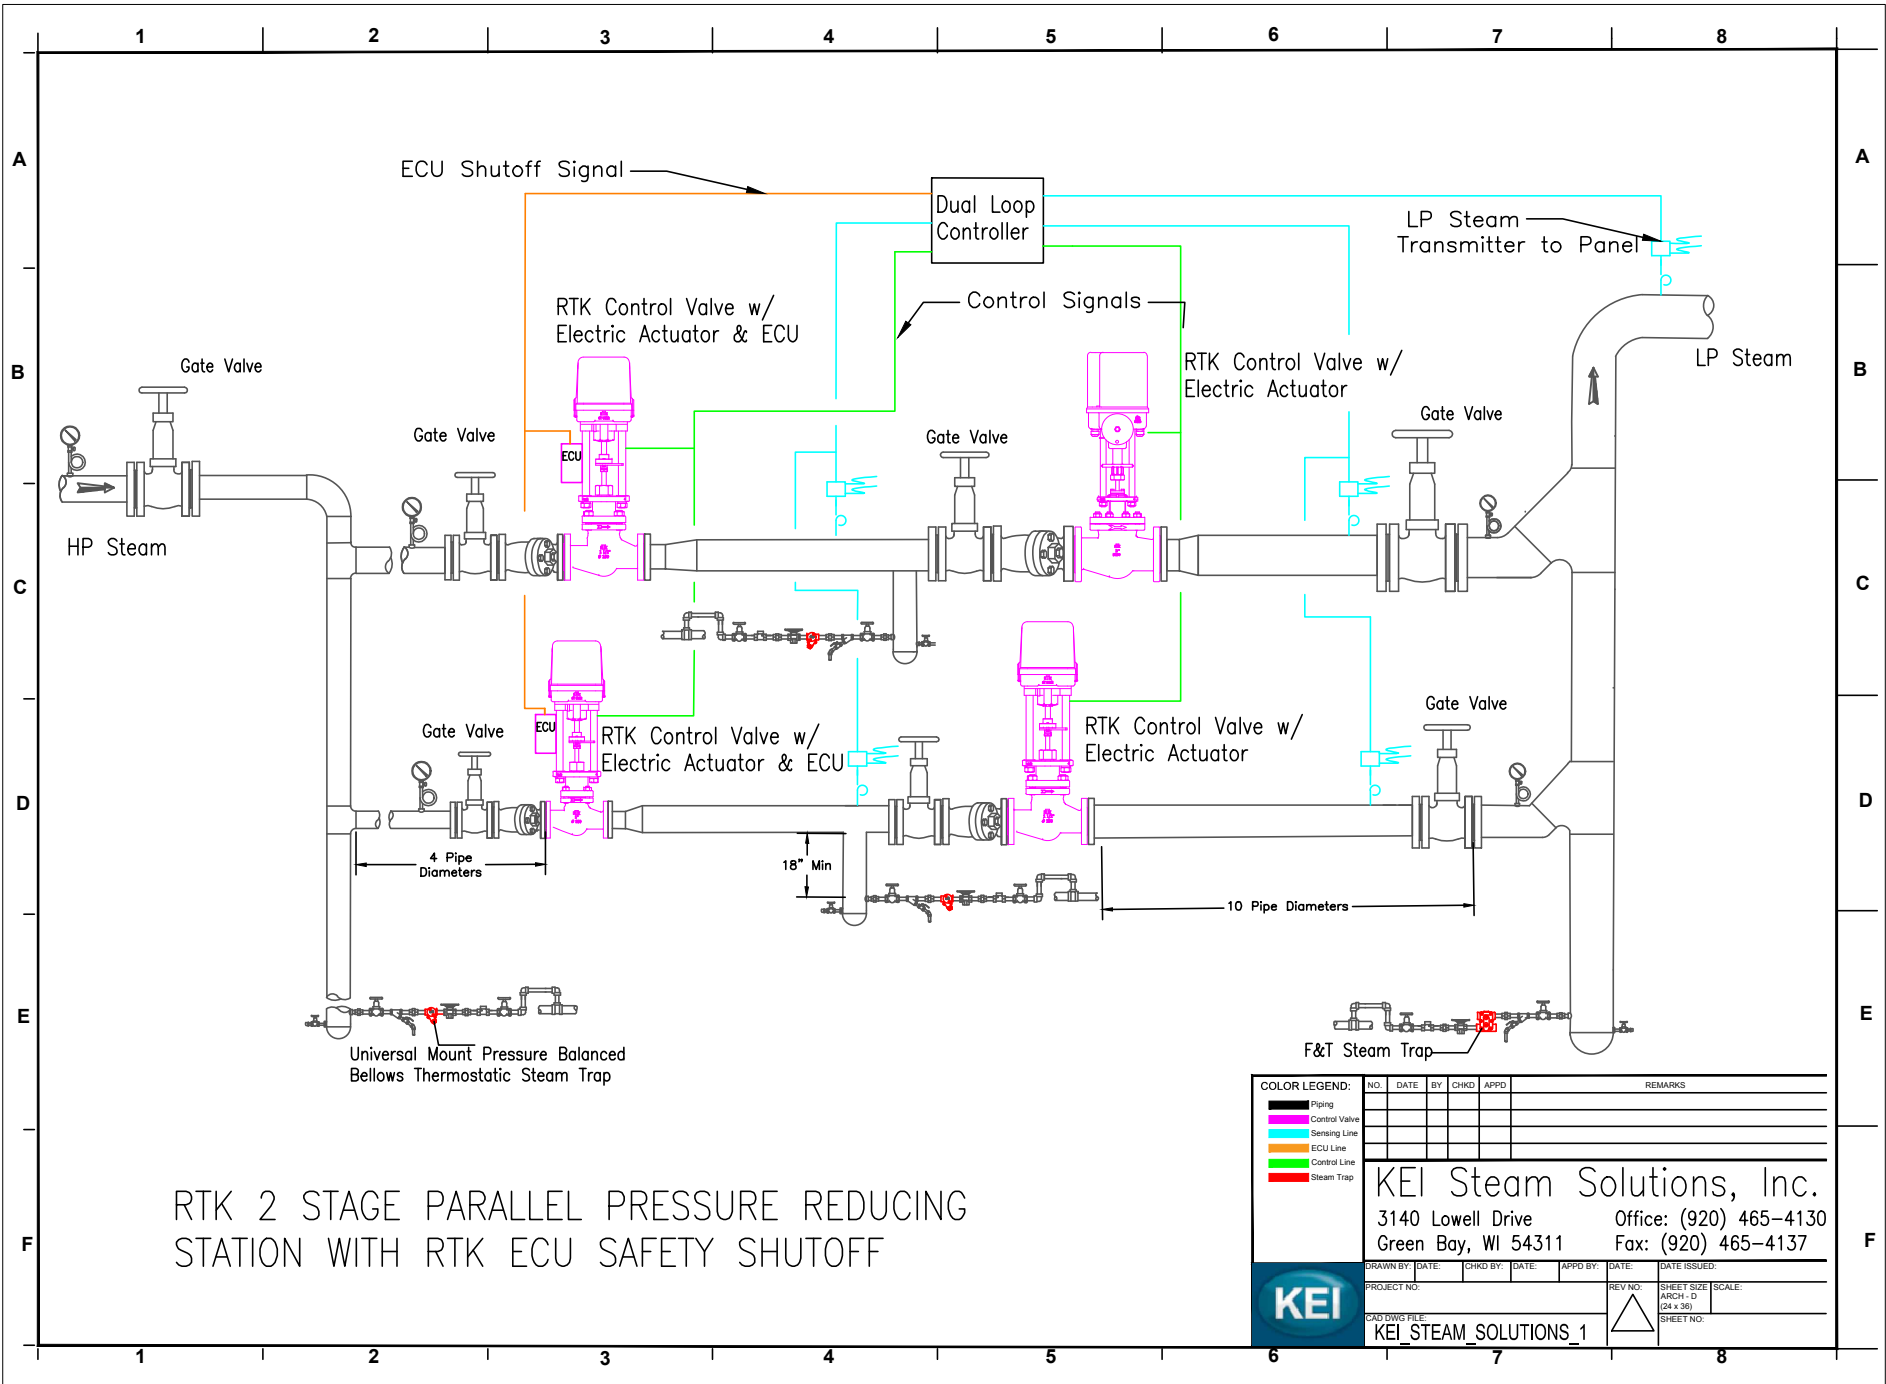 1 2 3 4 5 6 7 8
A
A
ECU Shutoff Signal
Dual Loop
Controller
LP Steam
Transmitter to Panel
Control Signals
RTK Control Valve w/
Electric Actuator & ECU
B
B
Gate Valve
RTK Control Valve w/
Electric Actuator
LP Steam
Gate Valve
Gate Valve
Gate Valve
ECU
HP Steam
C
C
Gate Valve
Gate Valve
ECU
RTK Control Valve w/
Electric Actuator & ECU
RTK Control Valve w/
Electric Actuator
D
D
4 Pipe
Diameters
18" Min
10 Pipe Diameters
E
E
Universal Mount Pressure Balanced
Bellows Thermostatic Steam Trap
F&T Steam Trap
COLOR LEGEND:
Piping
Control Valve
Sensing Line
ECU Line
Control Line
Steam Trap
NO. DATE BY CHKD APPD REMARKS
RTK 2 STAGE PARALLEL PRESSURE REDUCING
STATION WITH RTK ECU SAFETY SHUTOFF
F
F
KEI Steam Solutions, Inc.
3140 Lowell Drive Office: (920) 465-4130
Green Bay, WI 54311 Fax: (920) 465-4137
DRAWN BY: DATE: CHKD BY: DATE: APPD BY: DATE: DATE ISSUED:
PROJECT NO: REV NO: SHEET SIZE SCALE:
ARCH - D
(24 x 36)
KEI
CAD DWG FILE: SHEET NO:
KEI_STEAM_SOLUTIONS_1
1 2 3 4 5 6 7 8